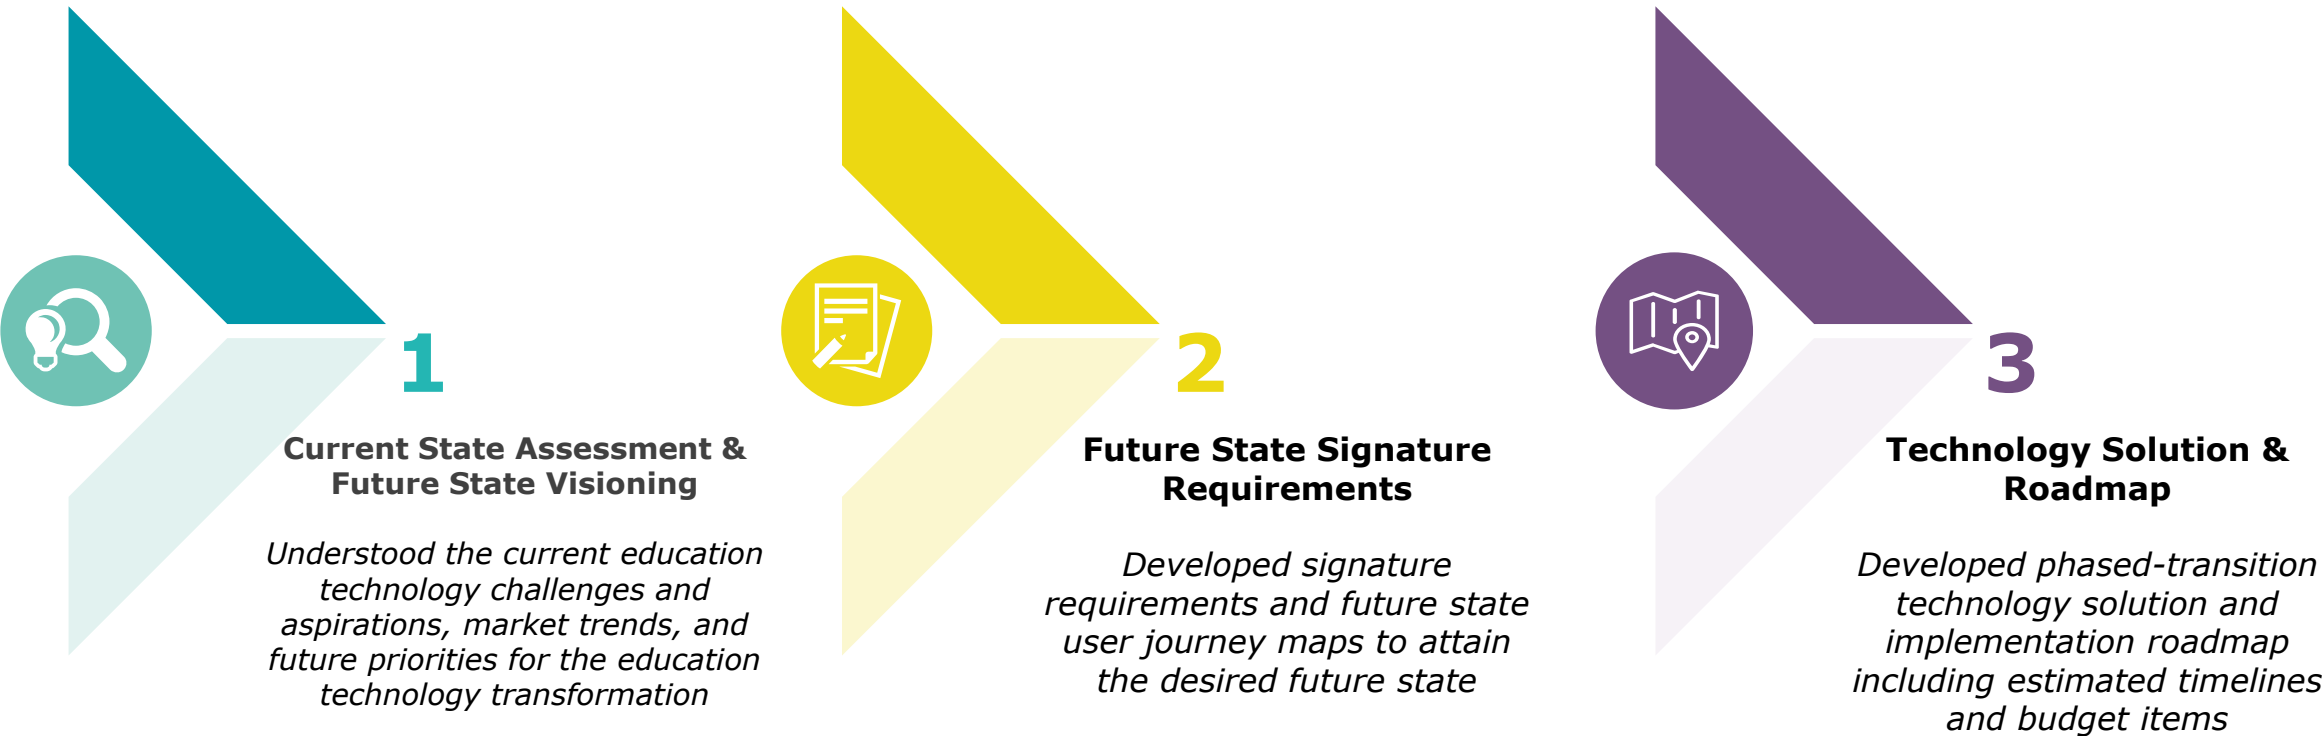 1
Current State Assessment &
Future State Visioning
Understood the current education
technology challenges and
aspirations, market trends, and
future priorities for the education
technology transformation
2
Future State Signature
Requirements
Developed signature
requirements and future state
user journey maps to attain
the desired future state
3
Technology Solution &
Roadmap
Developed phased-transition
technology solution and
implementation roadmap
including estimated timelines
and budget items